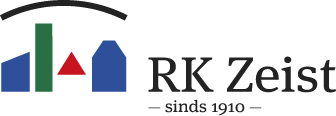 RK Zeist
– sinds 1910 –